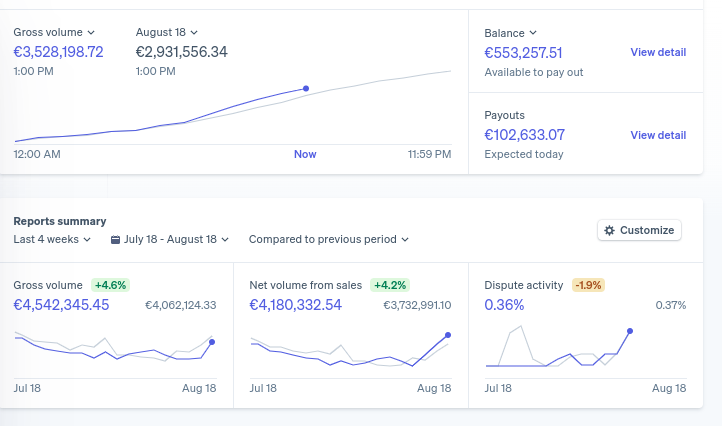 Gross volume
August 18
€3,528,198.72
€2,931,556.34
1:00 PM
1:00 PM
12:00 AM
Now
11:59 PM
Balance
€553,257.51
View detail
Available to pay out
Payouts
€102,633.07
View detail
Expected today
Reports summary
Last 4 weeks
July 18 - August 18
Compared to previous period
Customize
Gross volume
+4.6%
€4,542,345.45
€4,062,124.33
Jul 18
Aug 18
Net volume from sales
+4.2%
€4,180,332.54
€3,732,991.10
Jul 18
Aug 18
Dispute activity
-1.9%
0.36%
0.37%
Jul 18
Aug 18